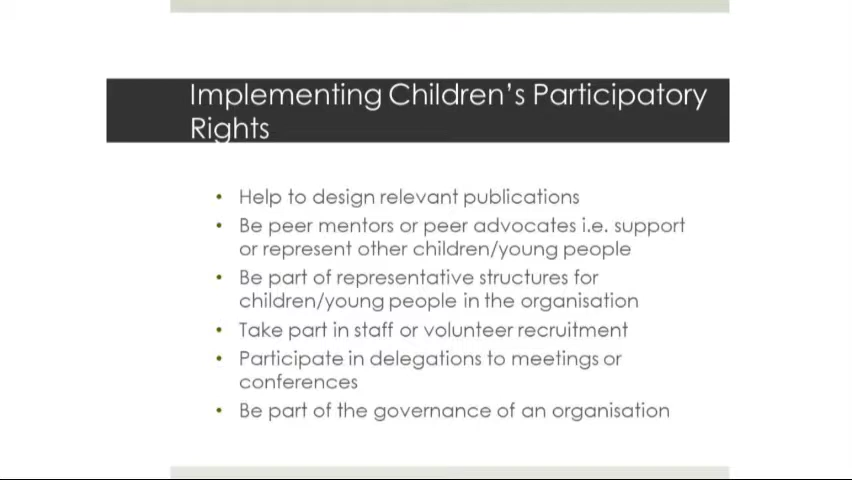 Implementing Children's Participatory
Rights
• Help to design relevant publications
• Be peer mentors or peer advocates i.e. support
or represent other children/young people
• Be part of representative structures for
children/young people in the organisation
• Take part in staff or volunteer recruitment
• Participate in delegations to meetings or
conferences
• Be part of the governance of an organisation